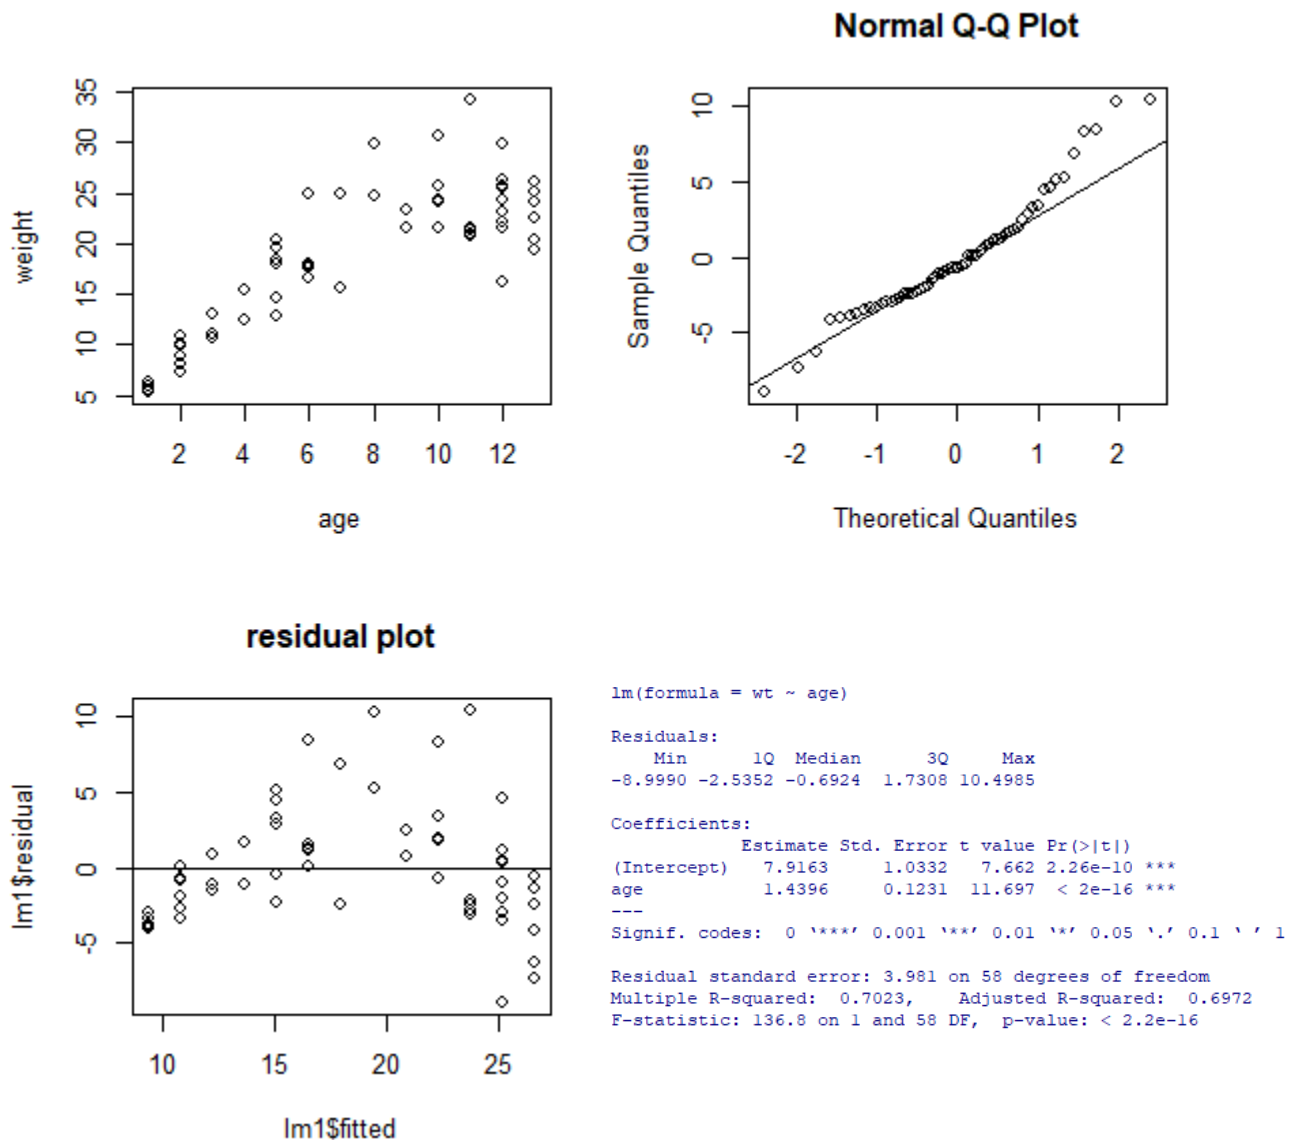 Normal Q-Q Plot
weight
5 10 15 20 25 30 35
2 4 6 8 10 12
age
Sample Quantiles
-5 0 5 10
-2 -1 0 1 2
Theoretical Quantiles
residual plot
lm1$residual
-5 0 5 10
10 15 20 25
lm1$fitted
lm(formula = wt ~ age)
Residuals:
Min 1Q Median 3Q Max
-8.9990 -2.5352 -0.6924 1.7308 10.4985
Coefficients:
Estimate Std. Error t value Pr(>|t|)
(Intercept) 7.9163 1.0332 7.662 2.26e-10 ***
age 1.4396 0.1231 11.697 < 2e-16 ***
---
Signif. codes: 0 ‘***’ 0.001 ‘**’ 0.01 ‘*’ 0.05 ‘.’ 0.1 ‘ ’ 1
Residual standard error: 3.981 on 58 degrees of freedom
Multiple R-squared: 0.7023, Adjusted R-squared: 0.6972
F-statistic: 136.8 on 1 and 58 DF, p-value: < 2.2e-16